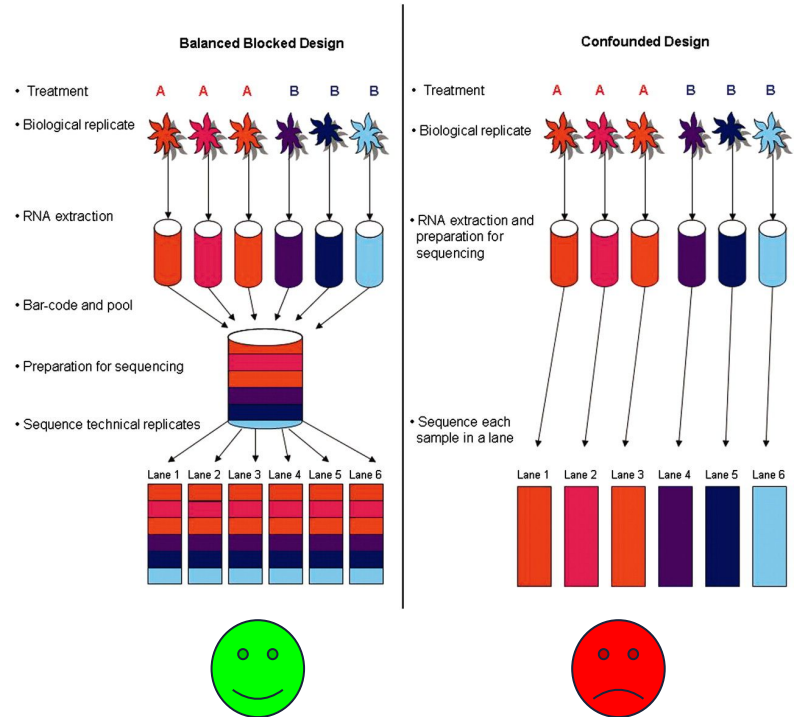 Balanced Blocked Design
• Treatment A A A B B B
• Biological replicate
• RNA extraction
• Bar-code and pool
• Preparation for sequencing
• Sequence technical replicates
Lane 1 Lane 2 Lane 3 Lane 4 Lane 5 Lane 6
Confounded Design
• Treatment A A A B B B
• Biological replicate
• RNA extraction and
preparation for
sequencing
• Sequence each
sample in a lane
Lane 1 Lane 2 Lane 3 Lane 4 Lane 5 Lane 6